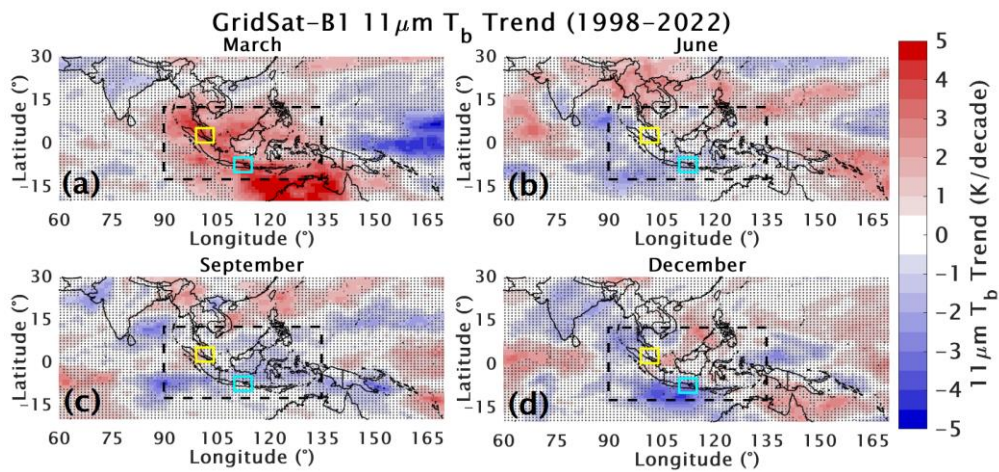 GridSat-B1 11μm T_b Trend (1998–2022)
March
June
30
15
0
−15
Latitude (°)
(a)
60 75 90 105 120 135 150 165
Longitude (°)
30
15
0
−15
Latitude (°)
(b)
60 75 90 105 120 135 150 165
Longitude (°)
September
December
30
15
0
−15
Latitude (°)
(c)
60 75 90 105 120 135 150 165
Longitude (°)
30
15
0
−15
Latitude (°)
(d)
60 75 90 105 120 135 150 165
Longitude (°)
5
4
3
2
1
0
−1
−2
−3
−4
−5
11μm T_b Trend (K/decade)